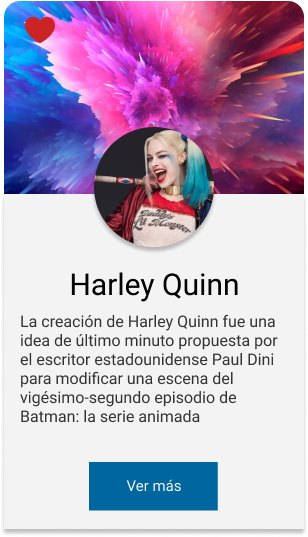 Daddy's
Lil Monster
Harley Quinn
La creación de Harley Quinn fue una
idea de último minuto propuesta por
el escritor estadounidense Paul Dini
para modificar una escena del
vigésimo-segundo episodio de
Batman: la serie animada
Ver más